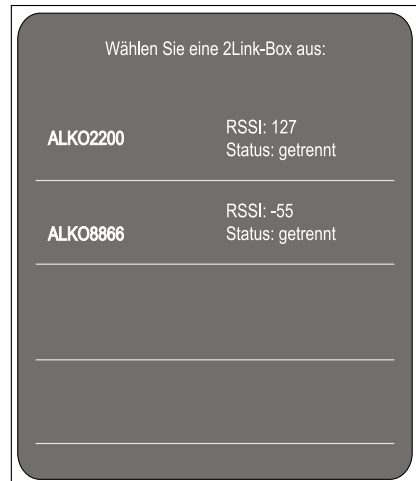 Wählen Sie eine 2Link-Box aus:
ALKO2200
RSSI: 127
Status: getrennt
ALKO8866
RSSI: -55
Status: getrennt